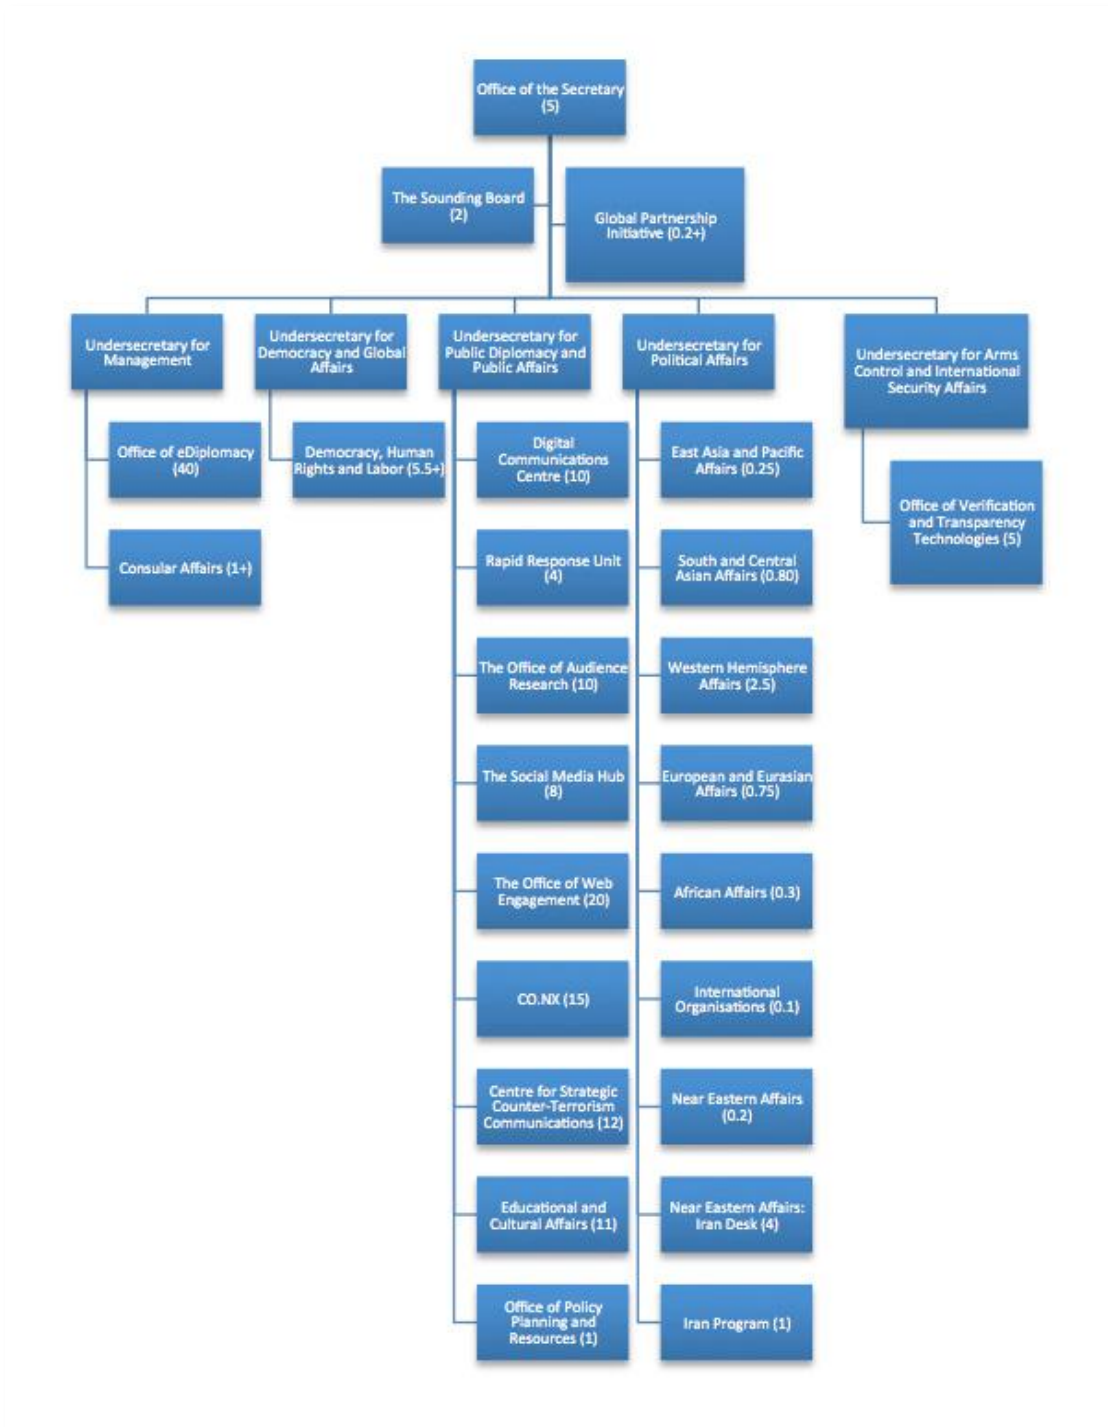 Office of the Secretary
(5)
The Sounding Board
(2)
Global Partnership
Initiative (0.2+)
Undersecretary for
Management
Office of eDiplomacy
(40)
Consular Affairs (1+)
Undersecretary for
Democracy and Global
Affairs
Democracy, Human
Rights and Labor (5.5+)
Undersecretary for
Public Diplomacy and
Public Affairs
Digital
Communications
Centre (10)
Rapid Response Unit
(4)
The Office of Audience
Research (10)
The Social Media Hub
(8)
The Office of Web
Engagement (20)
CO.NX (15)
Centre for Strategic
Counter-Terrorism
Communications (12)
Educational and
Cultural Affairs (11)
Office of Policy
Planning and
Resources (1)
Undersecretary for
Political Affairs
East Asia and Pacific
Affairs (0.25)
South and Central
Asian Affairs (0.80)
Western Hemisphere
Affairs (2.5)
European and Eurasian
Affairs (0.75)
African Affairs (0.3)
International
Organisations (0.1)
Near Eastern Affairs
(0.2)
Near Eastern Affairs:
Iran Desk (4)
Iran Program (1)
Undersecretary for Arms
Control and International
Security Affairs
Office of Verification
and Transparency
Technologies (5)